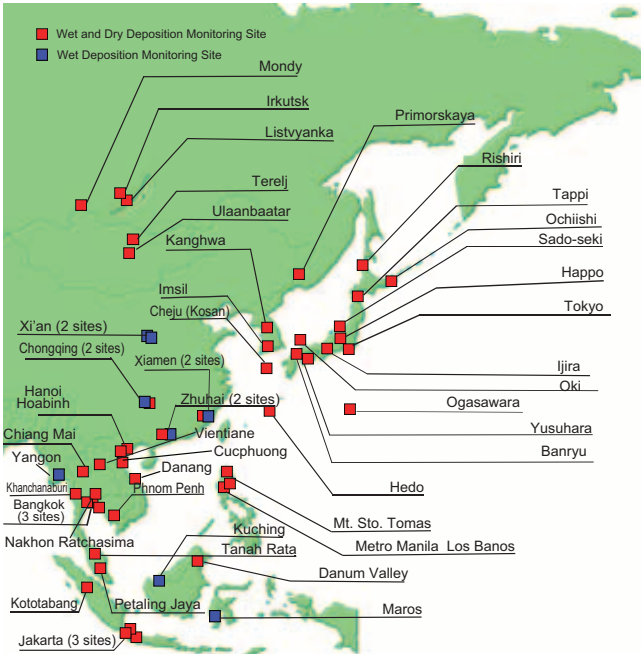 Wet and Dry Deposition Monitoring Site
Wet Deposition Monitoring Site
Mondy
Irkutsk
Listvyanka
Terelj
Ulaanbaatar
Kanghwa
Imsil
Cheju (Kosan)
Primorskaya
Rishiri
Tappi
Ochiishi
Sado-seki
Happo
Tokyo
Ijira
Oki
Ogasawara
Yusuhara
Banryu
Hedo
Xi'an (2 sites)
Chongqing (2 sites)
Xiamen (2 sites)
Zhuhai (2 sites)
Hanoi
Hoabinh
Vientiane
Chiang Mai
Cucphuong
Yangon
Danang
Khanchanaburi
Phnom Penh
Bangkok
(3 sites)
Nakhon Ratchasima
Kuching
Tanah Rata
Mt. Sto. Tomas
Metro Manila Los Banos
Danum Valley
Kototabang
Petaling Jaya
Maros
Jakarta (3 sites)